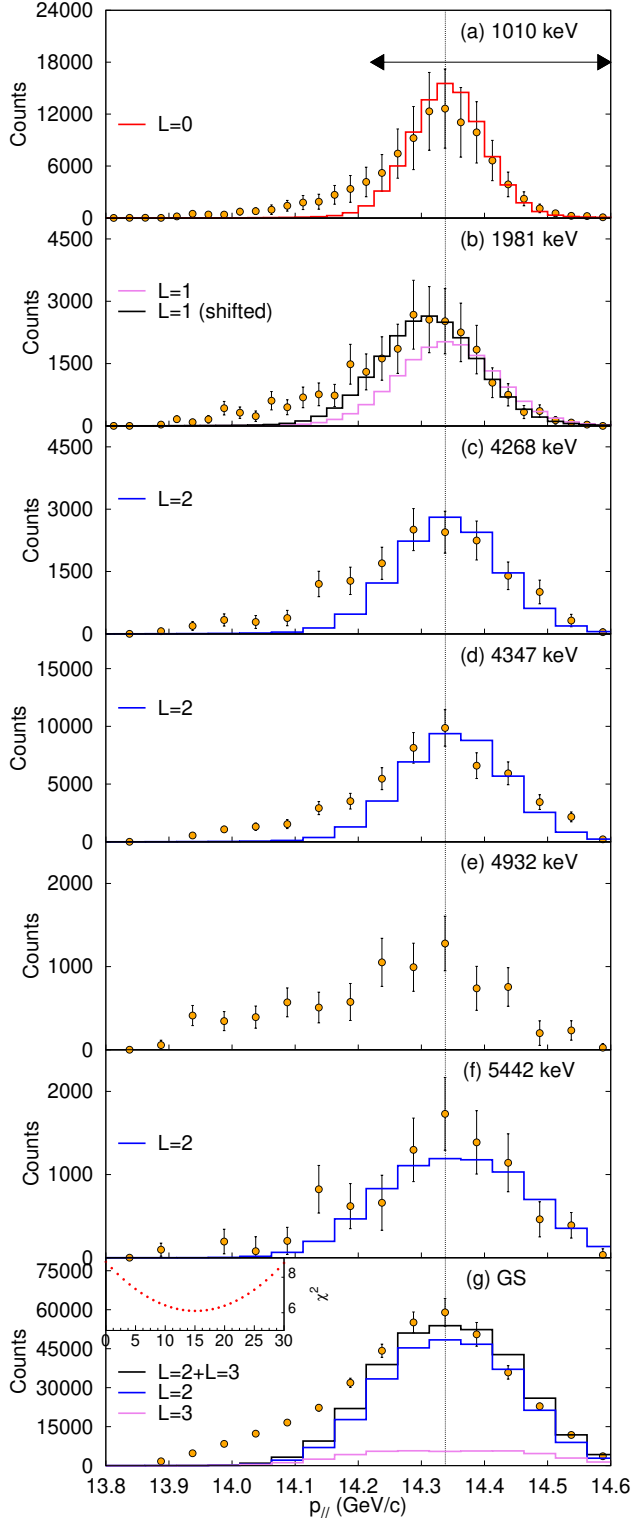 24000
(a) 1010 keV
18000
Counts
12000
L=0
6000
0
4500
(b) 1981 keV
L=1
3000
L=1 (shifted)
Counts
1500
0
4500
(c) 4268 keV
3000
L=2
Counts
1500
0
15000
(d) 4347 keV
10000
L=2
Counts
5000
0
2000
(e) 4932 keV
Counts
1000
0
2000
(f) 5442 keV
L=2
Counts
1000
0
75000
8
6
χ²
(g) GS
0 5 10 15 20 25 30
60000
45000
Counts
L=2+L=3
30000
L=2
15000
L=3
0
13.8 13.9 14.0 14.1 14.2 14.3 14.4 14.5 14.6
p// (GeV/c)